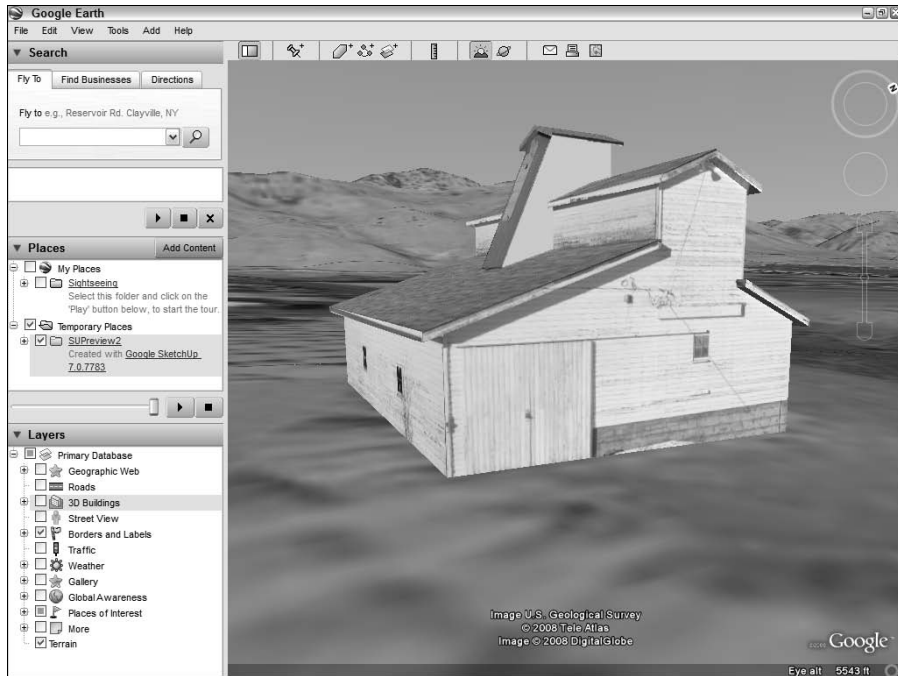 Google Earth
File Edit View Tools Add Help
Search
Fly To Find Businesses Directions
Fly to e.g., Reservoir Rd. Clayville, NY
Places Add Content
My Places
Sightseeing
Select this folder and click on the
'Play' button below, to start the tour.
Temporary Places
SUPreview2
Created with Google SketchUp
7.0.7783
Layers
Primary Database
Geographic Web
Roads
3D Buildings
Street View
Borders and Labels
Traffic
Weather
Gallery
Global Awareness
Places of Interest
More
Terrain
N
Image U.S. Geological Survey
© 2008 Tele Atlas
Image © 2008 DigitalGlobe
Google
Eye alt 5543 ft